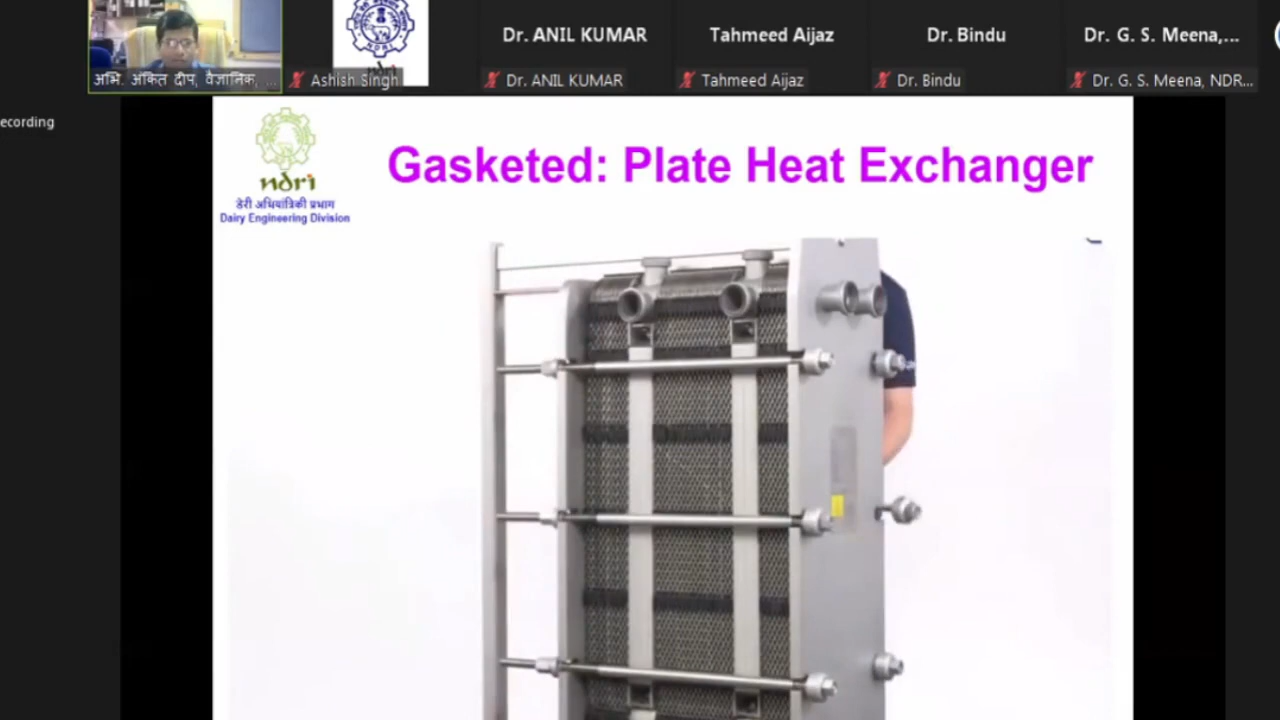 Dr. ANIL KUMAR
Tahmeed Aijaz
Dr. Bindu
Dr. G. S. Meena,...
अभि. अंकित दीप, वैज्ञानिक, ...
Ashish Singh
Dr. ANIL KUMAR
Tahmeed Aijaz
Dr. Bindu
Dr. G. S. Meena, NDR...
ecording
Gasketed: Plate Heat Exchanger
ndri
डेरी अभियांत्रिकी प्रभाग
Dairy Engineering Division